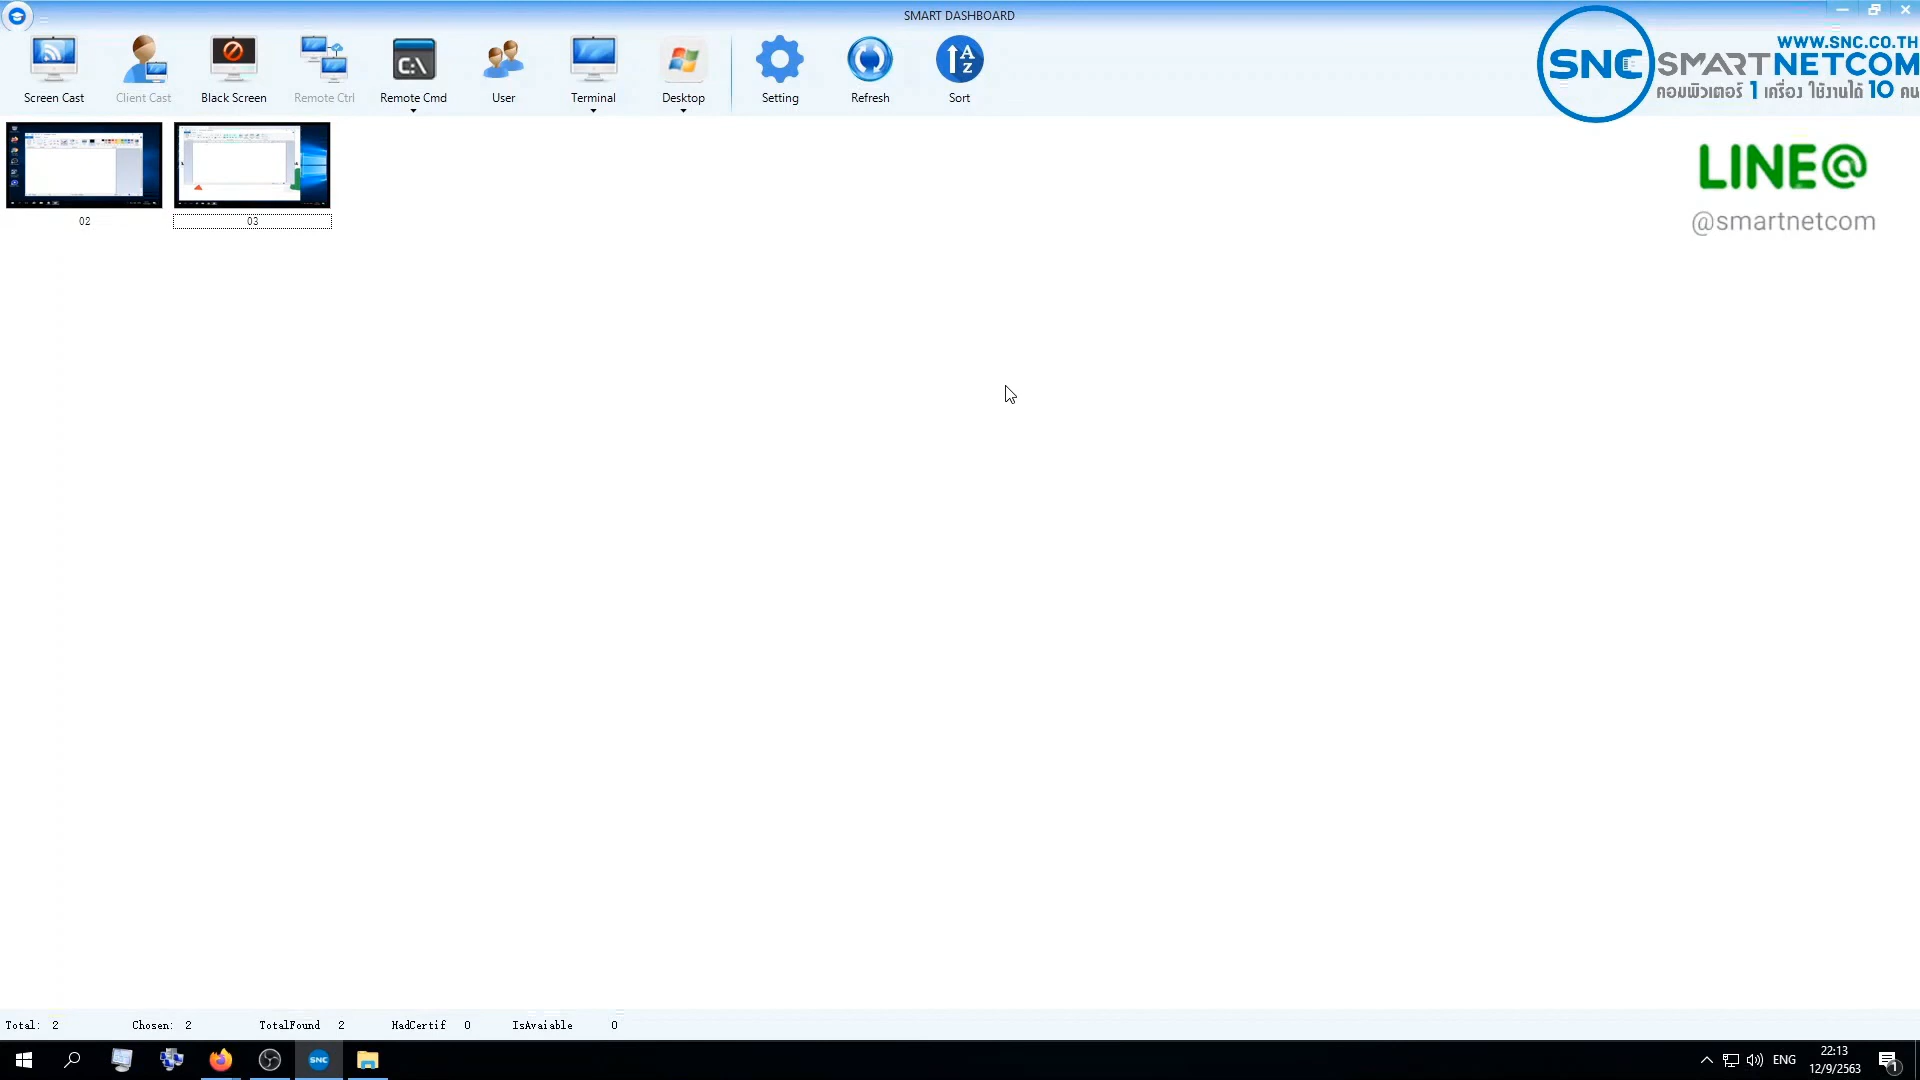 SMART DASHBOARD
Screen Cast
Client Cast
Black Screen
Remote Ctrl
C:\
Remote Cmd
User
Terminal
Desktop
Setting
Refresh
A
Z
Sort
WWW.SNC.CO.TH
SNC SMARTNETCOM
คอมพิวเตอร์ 1 เครื่อง ใช้งานได้ 10 คน
LINE@
@smartnetcom
02
03
Total: 2 Chosen: 2 TotalFound 2 HadCertif 0 IsAvaiable 0
SNC
ENG
22:13
12/9/2563
1